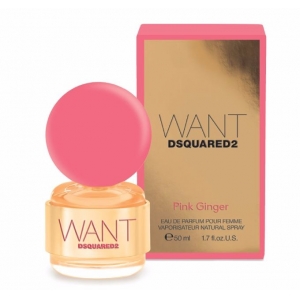 WANT
DSQUARED2
Pink Ginger
EAU DE PARFUM POUR FEMME
VAPORISATEUR NATURAL SPRAY
℮50 ml 1.7 fl.oz.U.S.
WANT
DSQUARED2